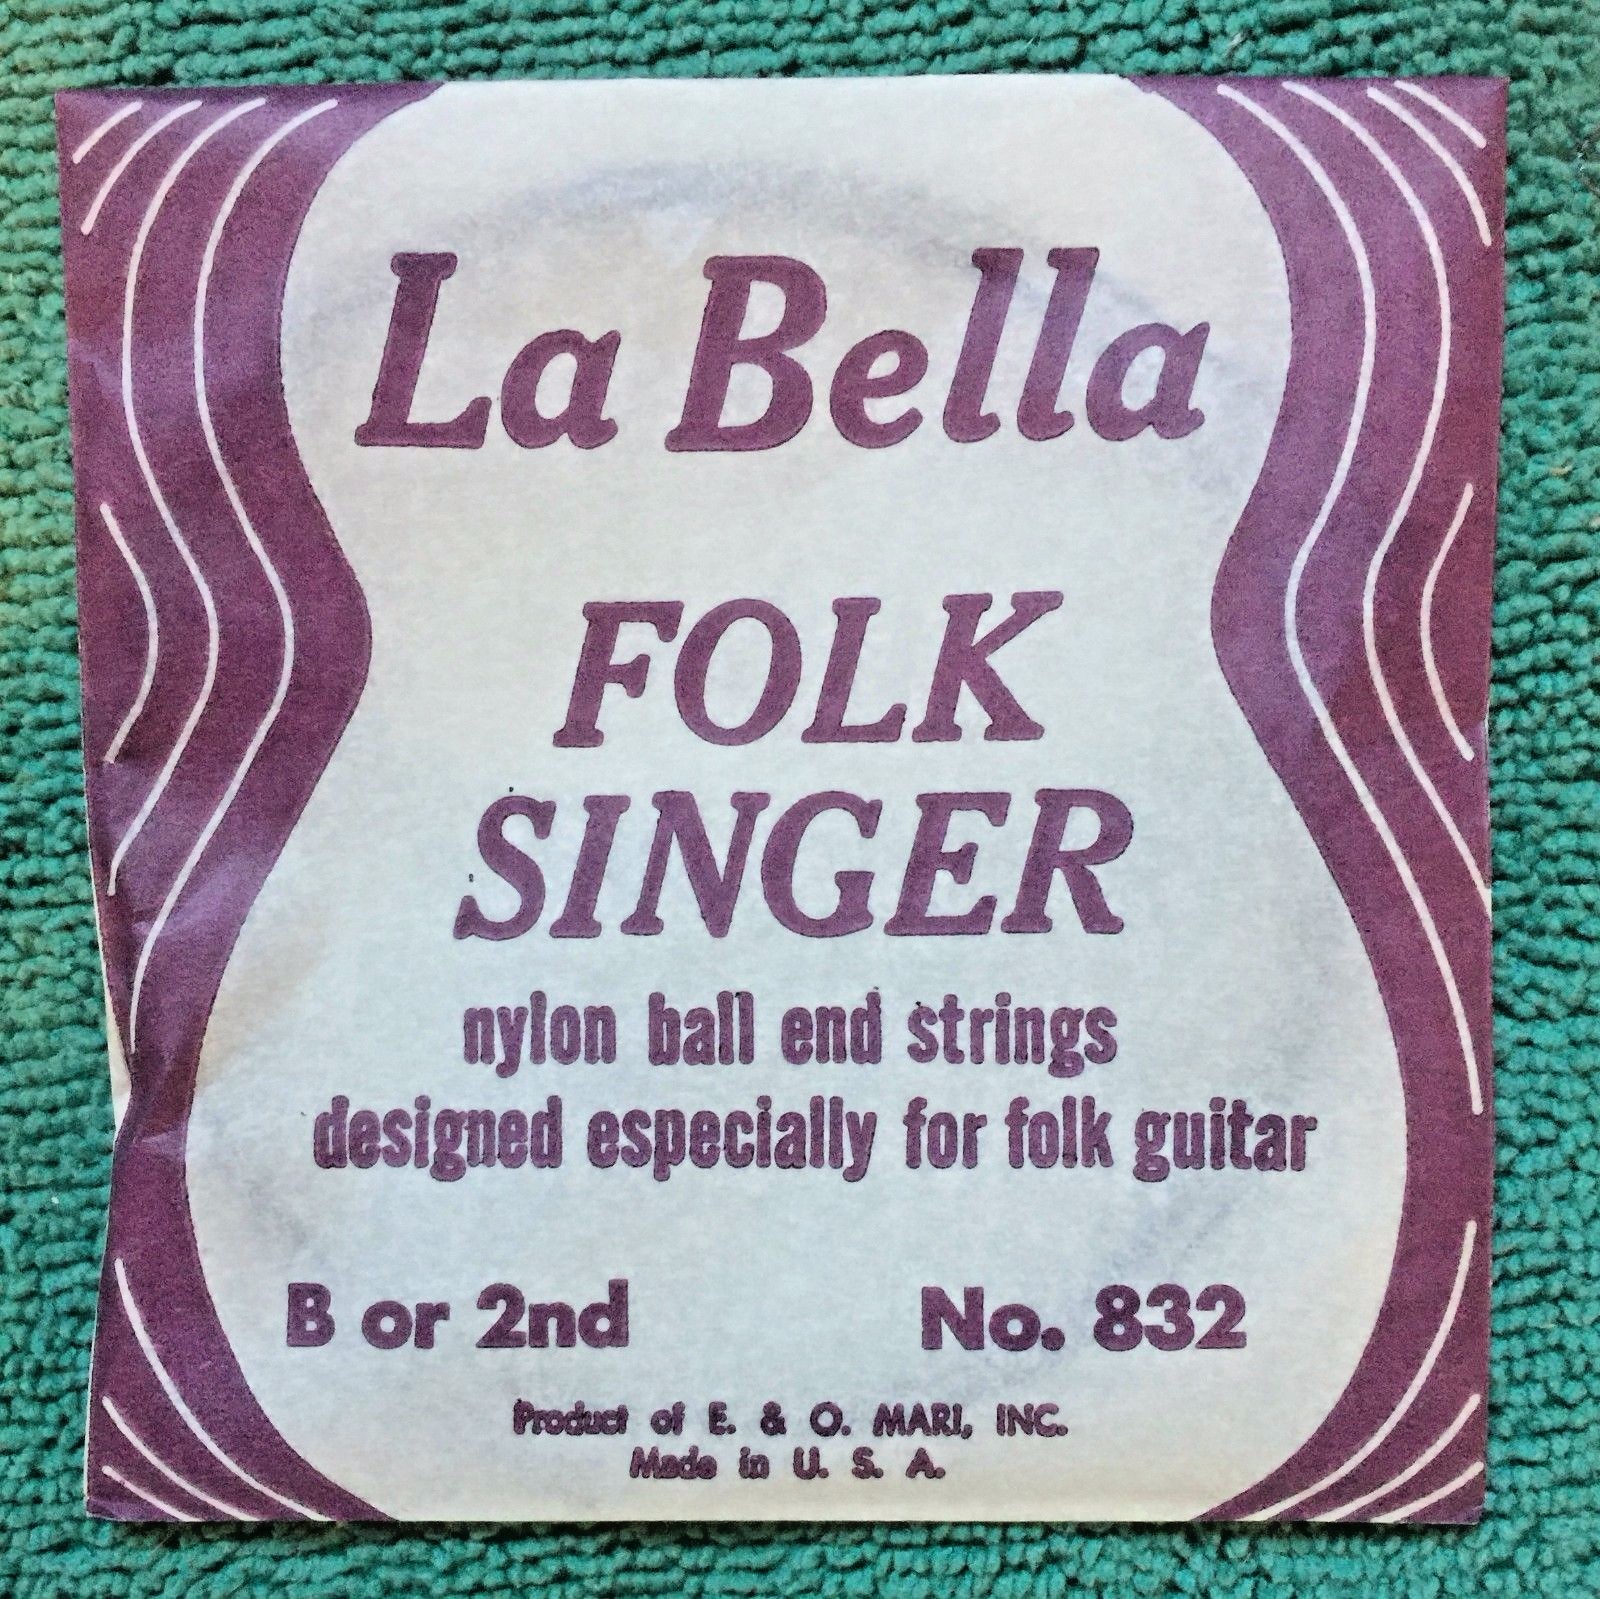 La Bella
FOLK
SINGER
nylon ball end strings
designed especially for folk guitar
B or 2nd No. 832
Product of E. & O. MARI, INC.
Made in U. S. A.